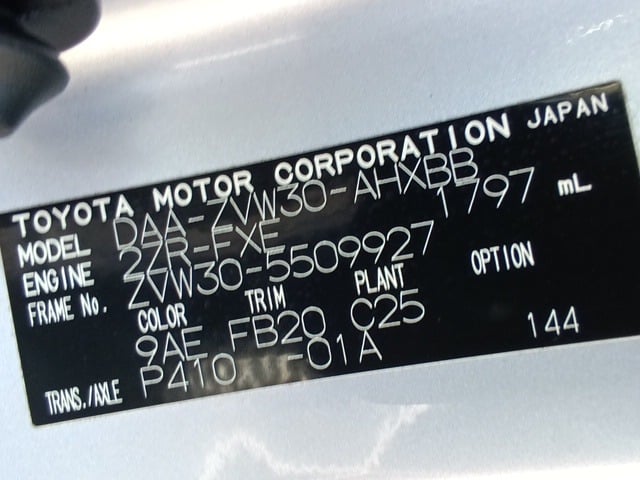 TOYOTA MOTOR CORPORATION JAPAN
MODEL DAA-ZVW30-AHXBB
ENGINE 2ZR-FXE 1797 mL
FRAME No. ZVW30-5509927
COLOR TRIM PLANT OPTION
9AE FB20 C25
TRANS./AXLE P410 -01A 144